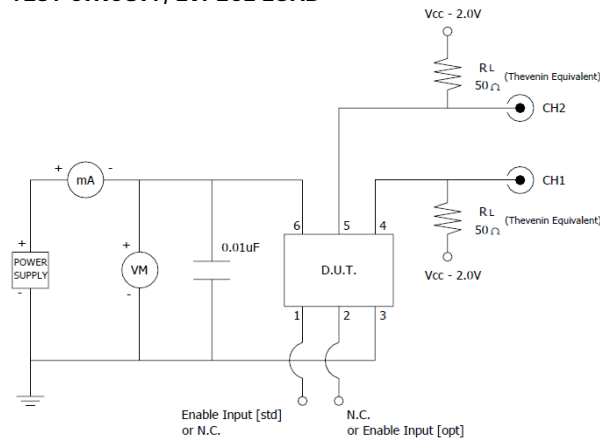 Vcc - 2.0V
RL
50Ω
(Thevenin Equivalent)
CH2
+
mA
-
CH1
6
5
4
RL
50Ω
(Thevenin Equivalent)
+
POWER
SUPPLY
-
+
VM
-
0.01uF
D.U.T.
Vcc - 2.0V
1
2
3
Enable Input [std]
or N.C.
N.C.
or Enable Input [opt]